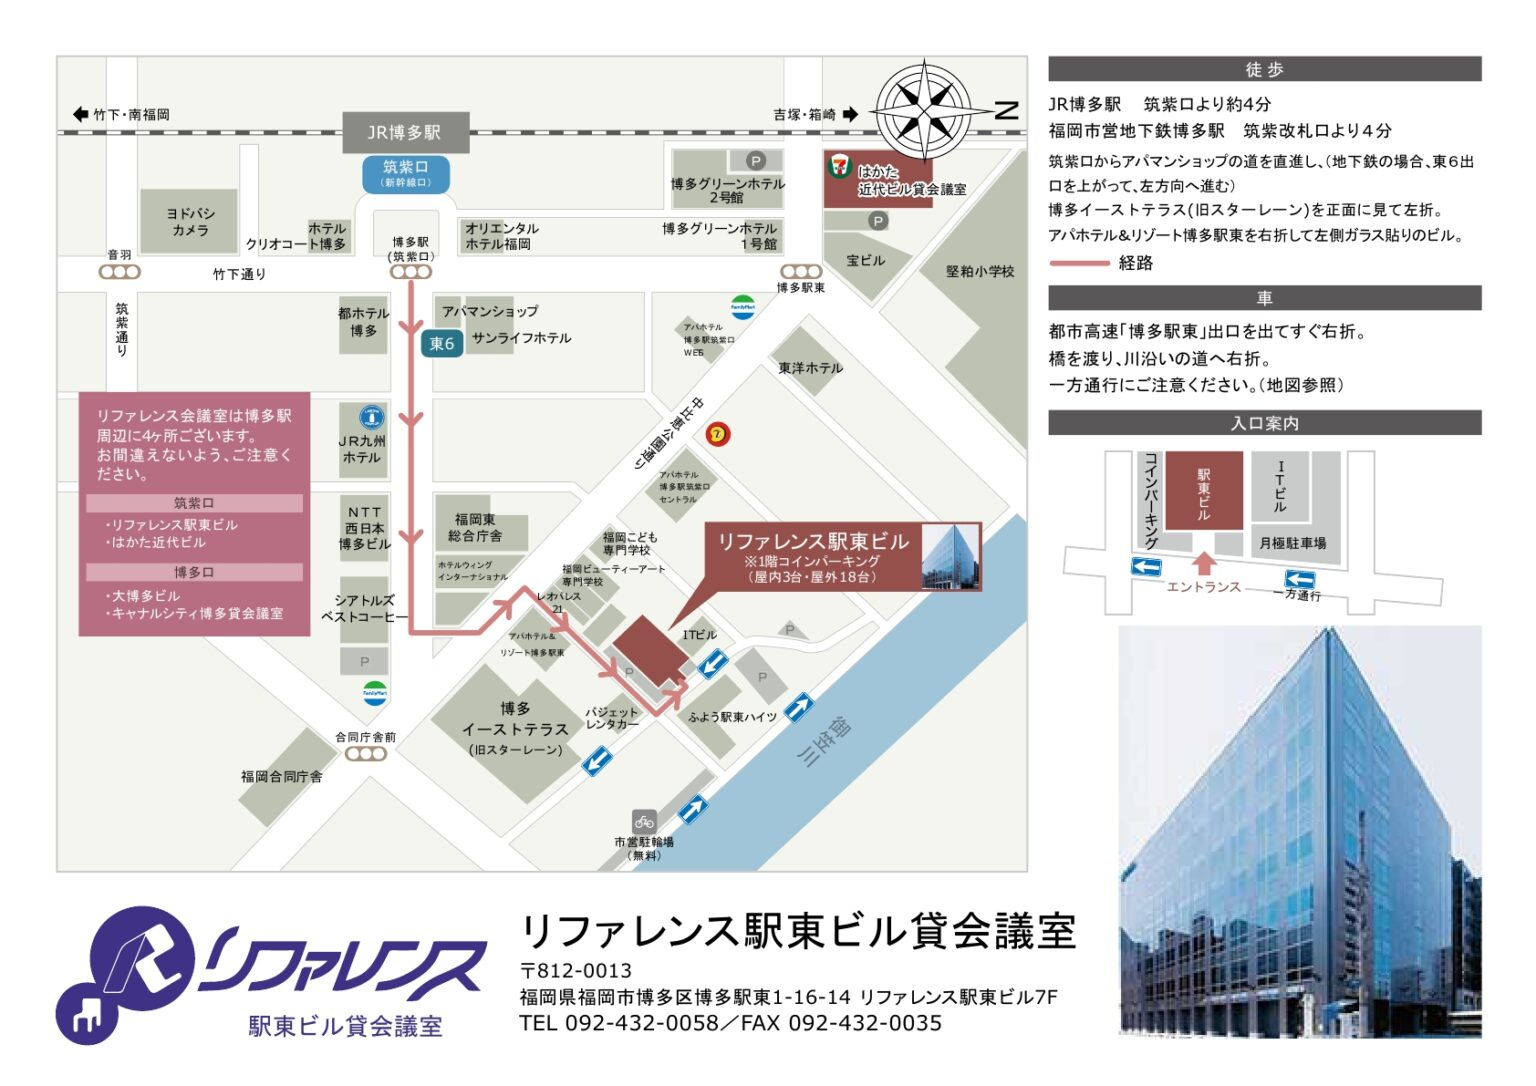 竹下・南福岡
JR博多駅
吉塚・箱崎
N
筑紫口
(新幹線口)
P
博多グリーンホテル
2号館
はかた
近代ビル貸会議室
P
ヨドバシ
カメラ
ホテル
クリオコート博多
博多駅
(筑紫口)
オリエンタル
ホテル福岡
博多グリーンホテル
1号館
宝ビル
堅粕小学校
音羽
竹下通り
博多駅東
筑紫通り
都ホテル
博多
アパマンショップ
サンライフホテル
東6
FamilyMart
アパホテル
博多駅筑紫口
WEB
東洋ホテル
中比恵公園通り
リファレンス会議室は博多駅
周辺に4ヶ所ございます。
お間違えないよう、ご注意く
ださい。
筑紫口
・リファレンス駅東ビル
・はかた近代ビル
博多口
・大博多ビル
・キャナルシティ博多貸会議室
JR九州
ホテル
アパホテル
博多駅筑紫口
セントラル
NTT
西日本
博多ビル
福岡東
総合庁舎
ホテルウィング
インターナショナル
福岡こども
専門学校
福岡ビューティーアート
専門学校
レオパレス
21
リファレンス駅東ビル
※1階コインパーキング
(屋内3台・屋外18台)
シアトルズ
ベストコーヒー
P
アパホテル&
リゾート博多駅東
ITビル
P
P
P
FamilyMart
合同庁舎前
博多
イーストテラス
(旧スターレーン)
バジェット
レンタカー
ふよう駅東ハイツ
御笠川
福岡合同庁舎
市営駐輪場
(無料)
徒歩
JR博多駅 筑紫口より約4分
福岡市営地下鉄博多駅 筑紫改札口より4分
筑紫口からアパマンショップの道を直進し、(地下鉄の場合、東6出
口を上がって、左方向へ進む)
博多イーストテラス(旧スターレーン)を正面に見て左折。
アパホテル&リゾート博多駅東を右折して左側ガラス貼りのビル。
経路
車
都市高速「博多駅東」出口を出てすぐ右折。
橋を渡り、川沿いの道へ右折。
一方通行にご注意ください。(地図参照)
入口案内
コインパーキング
駅東ビル
ITビル
月極駐車場
エントランス
一方通行
リファレンス
駅東ビル貸会議室
リファレンス駅東ビル貸会議室
〒812-0013
福岡県福岡市博多区博多駅東1-16-14 リファレンス駅東ビル7F
TEL 092-432-0058／FAX 092-432-0035